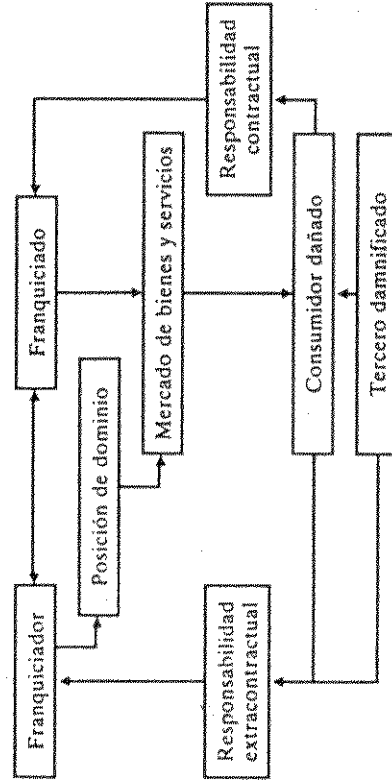 Franquiciador
Franquiciado
Posición de dominio
Mercado de bienes y servicios
Responsabilidad
extracontractual
Responsabilidad
contractual
Consumidor dañado
Tercero damnificado